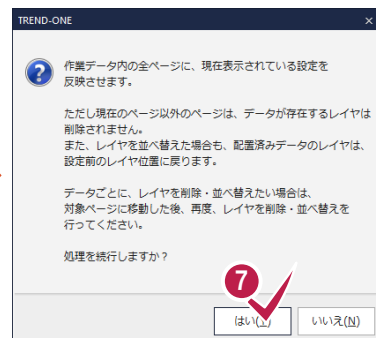 TREND-ONE
作業データ内の全ページに、現在表示されている設定を
反映させます。
ただし現在のページ以外のページは、データが存在するレイヤは
削除されません。
また、レイヤを並べ替えた場合も、配置済みデータのレイヤは、
設定前のレイヤ位置に戻ります。
データごとに、レイヤを削除・並べ替えたい場合は、
対象ページに移動した後、再度、レイヤを削除・並べ替えを
行ってください。
処理を続行しますか？
7
はい(Y)
いいえ(N)